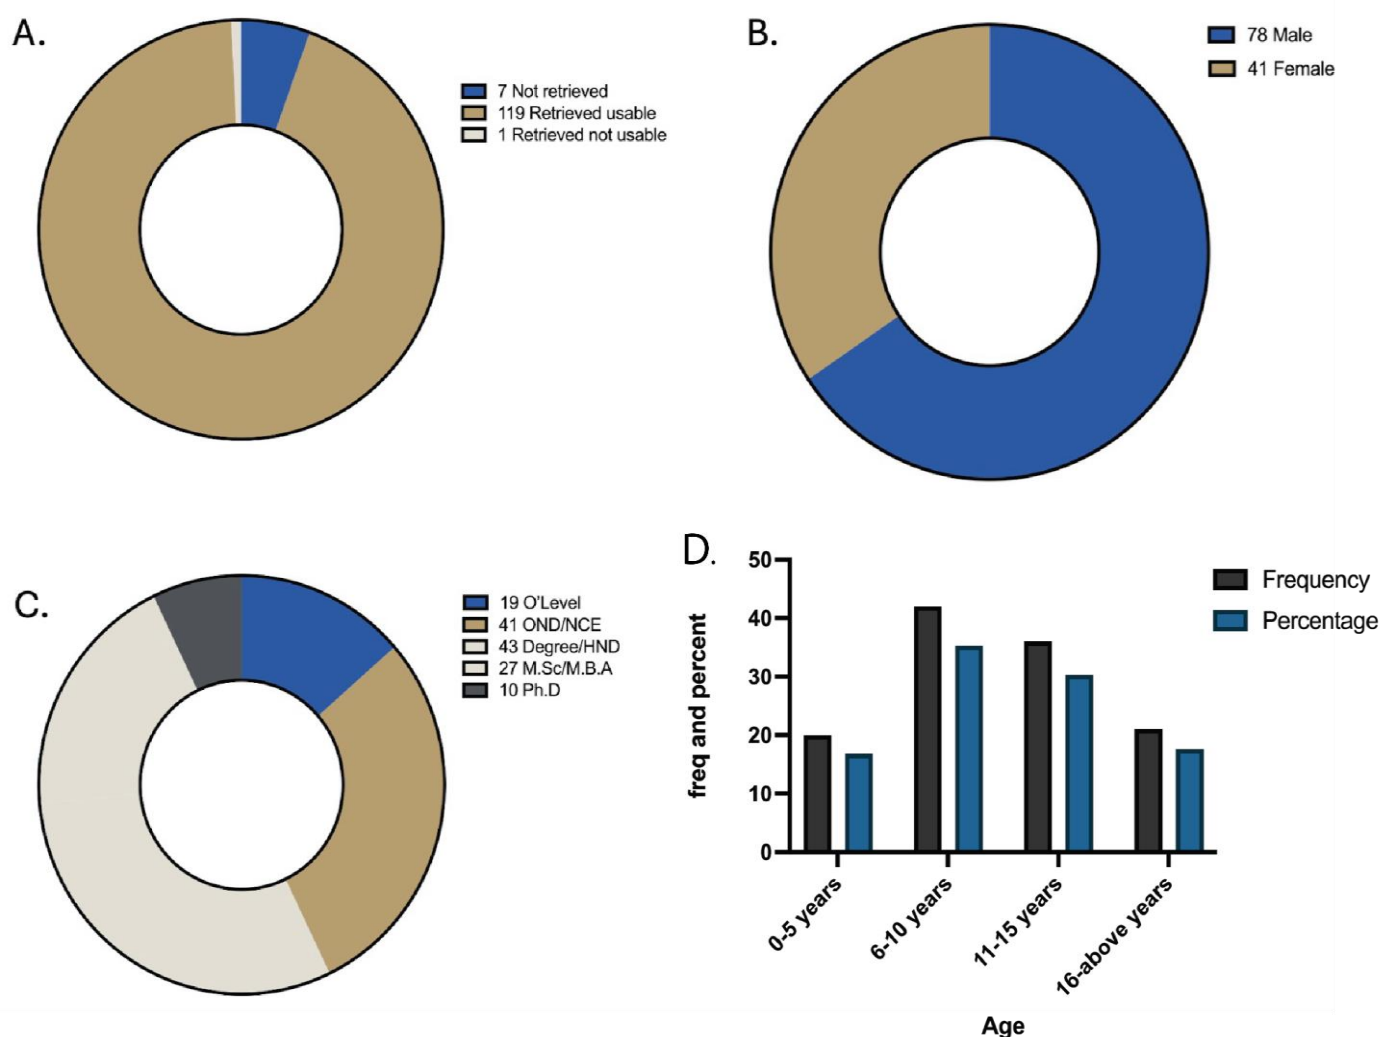 A.
7 Not retrieved
119 Retrieved usable
1 Retrieved not usable
B.
78 Male
41 Female
C.
19 O'Level
41 OND/NCE
43 Degree/HND
27 M.Sc/M.B.A
10 Ph.D
D.
freq and percent
50
40
30
20
10
0
0-5 years
6-10 years
11-15 years
16-above years
Age
Frequency
Percentage